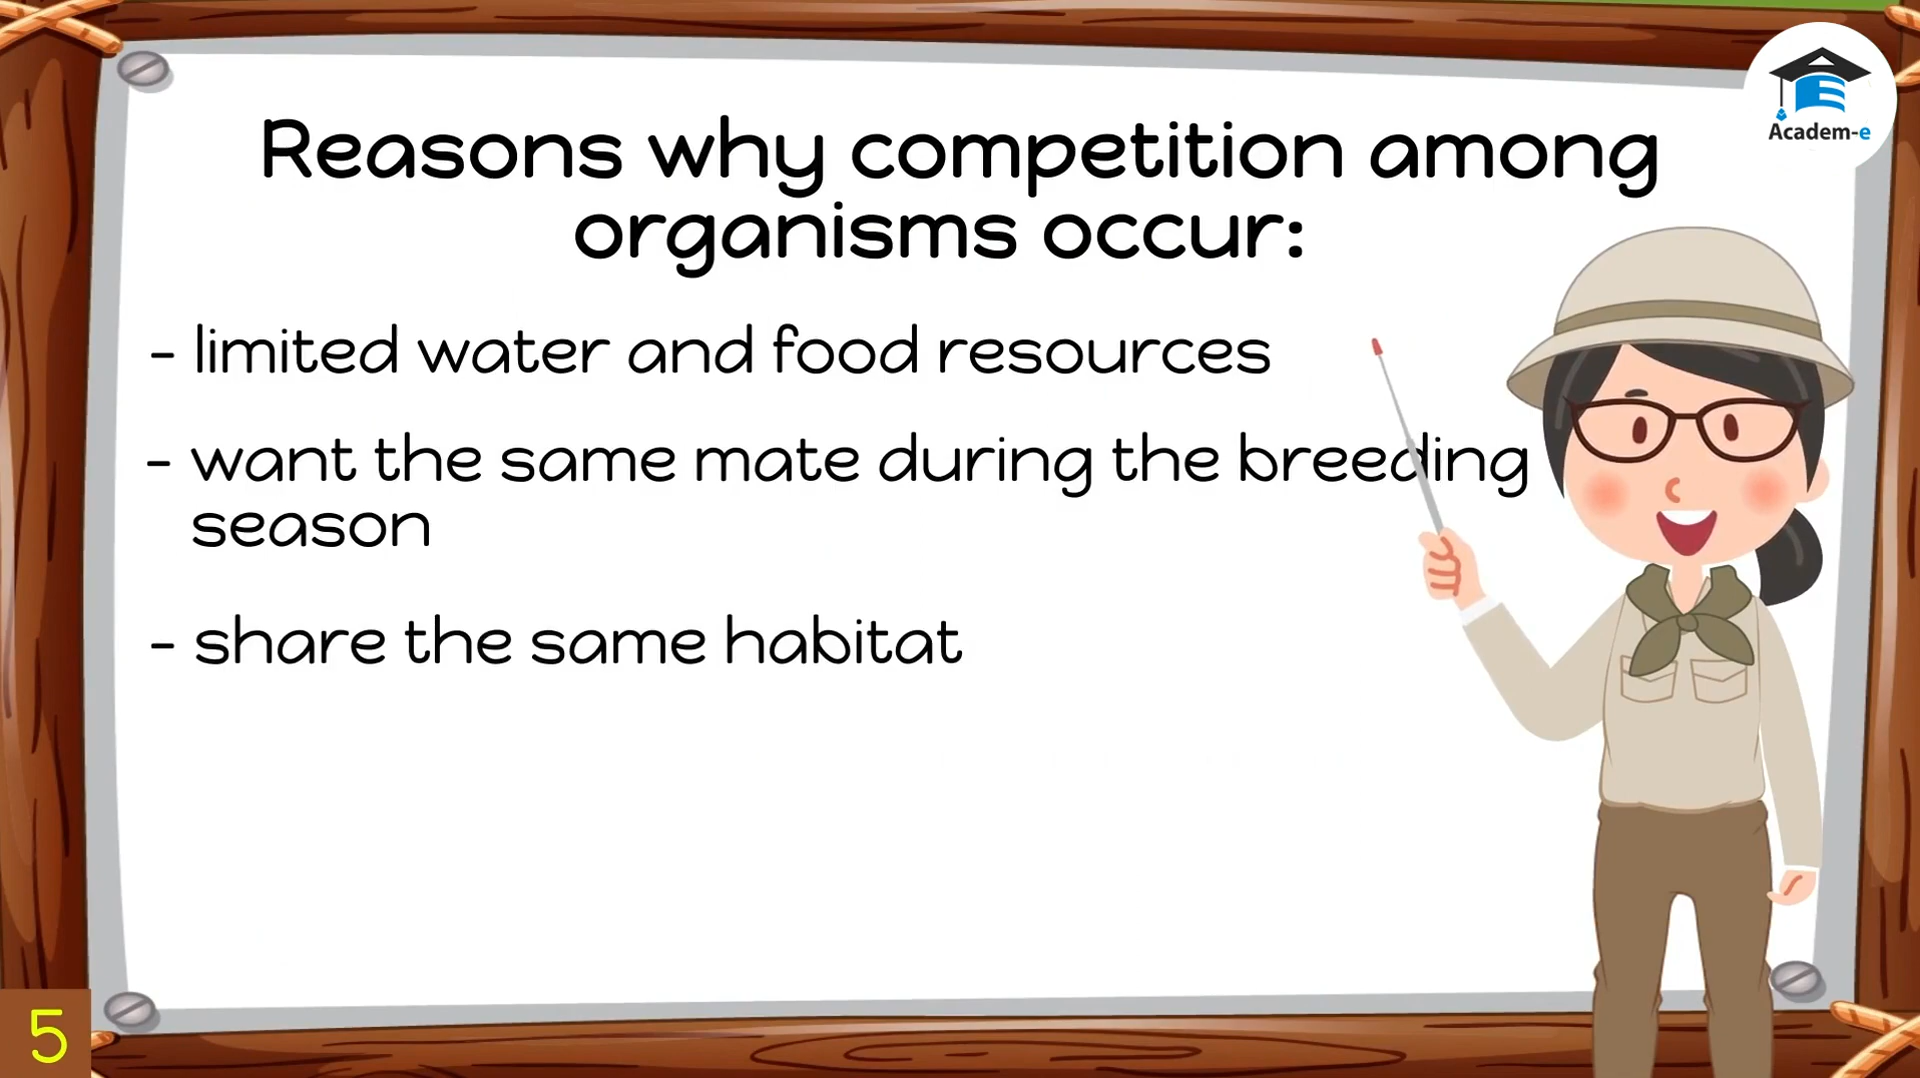 Academ-e
Reasons why competition among
organisms occur:
- limited water and food resources
- want the same mate during the breeding
season
- share the same habitat
5